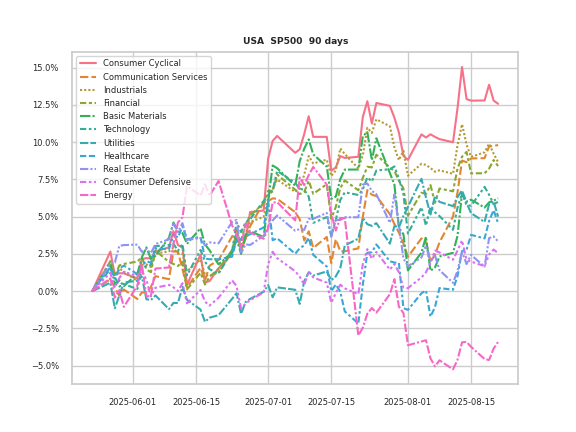 USA SP500 90 days
15.0%
12.5%
10.0%
7.5%
5.0%
2.5%
0.0%
−2.5%
−5.0%
Consumer Cyclical
Communication Services
Industrials
Financial
Basic Materials
Technology
Utilities
Healthcare
Real Estate
Consumer Defensive
Energy
2025-06-01
2025-06-15
2025-07-01
2025-07-15
2025-08-01
2025-08-15